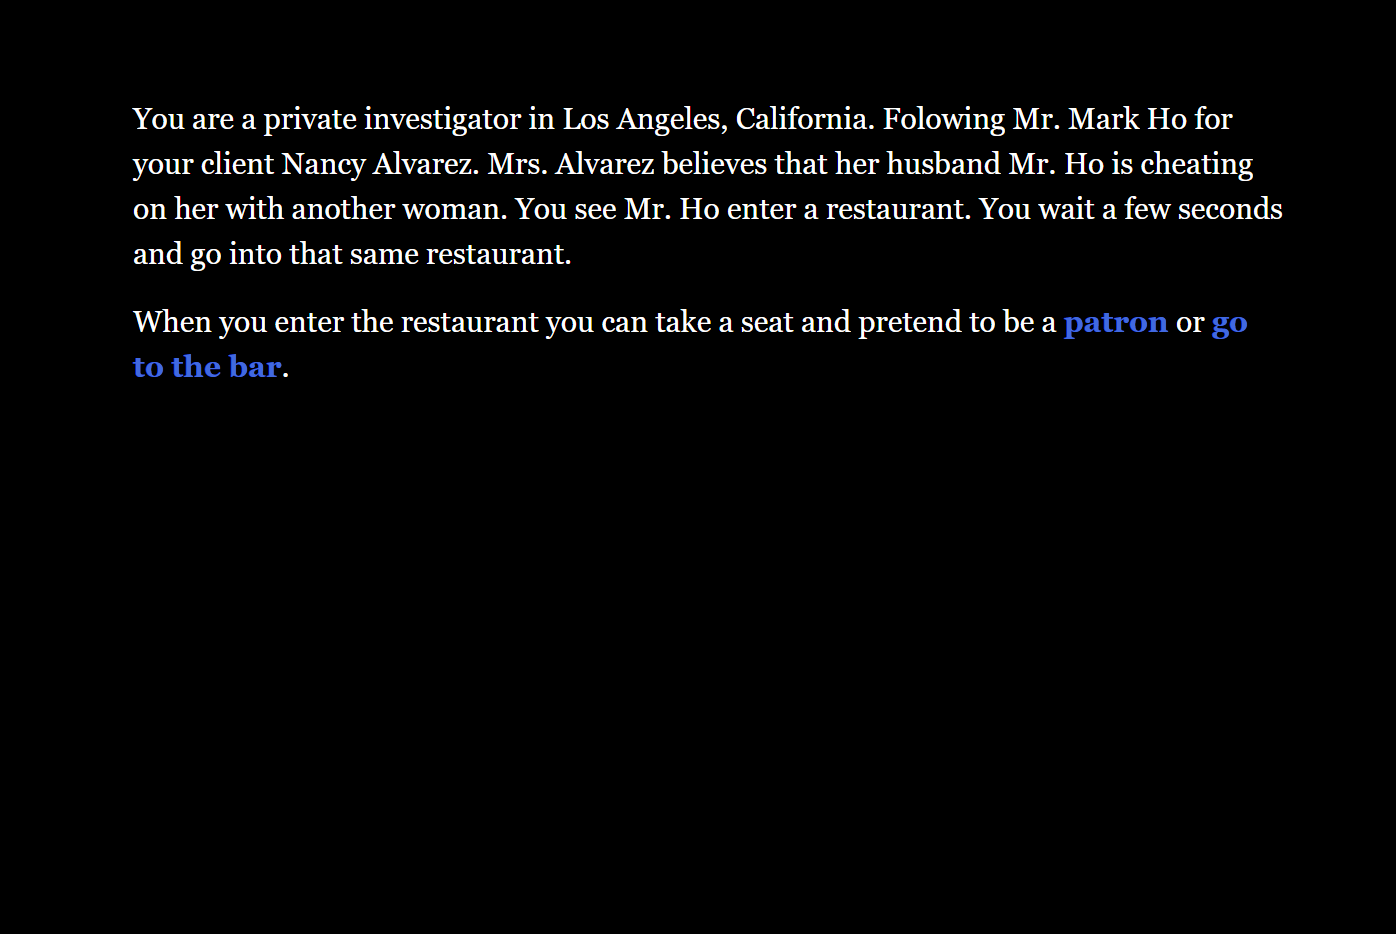 You are a private investigator in Los Angeles, California. Folowing Mr. Mark Ho for
your client Nancy Alvarez. Mrs. Alvarez believes that her husband Mr. Ho is cheating
on her with another woman. You see Mr. Ho enter a restaurant. You wait a few seconds
and go into that same restaurant.
When you enter the restaurant you can take a seat and pretend to be a patron or go
to the bar.